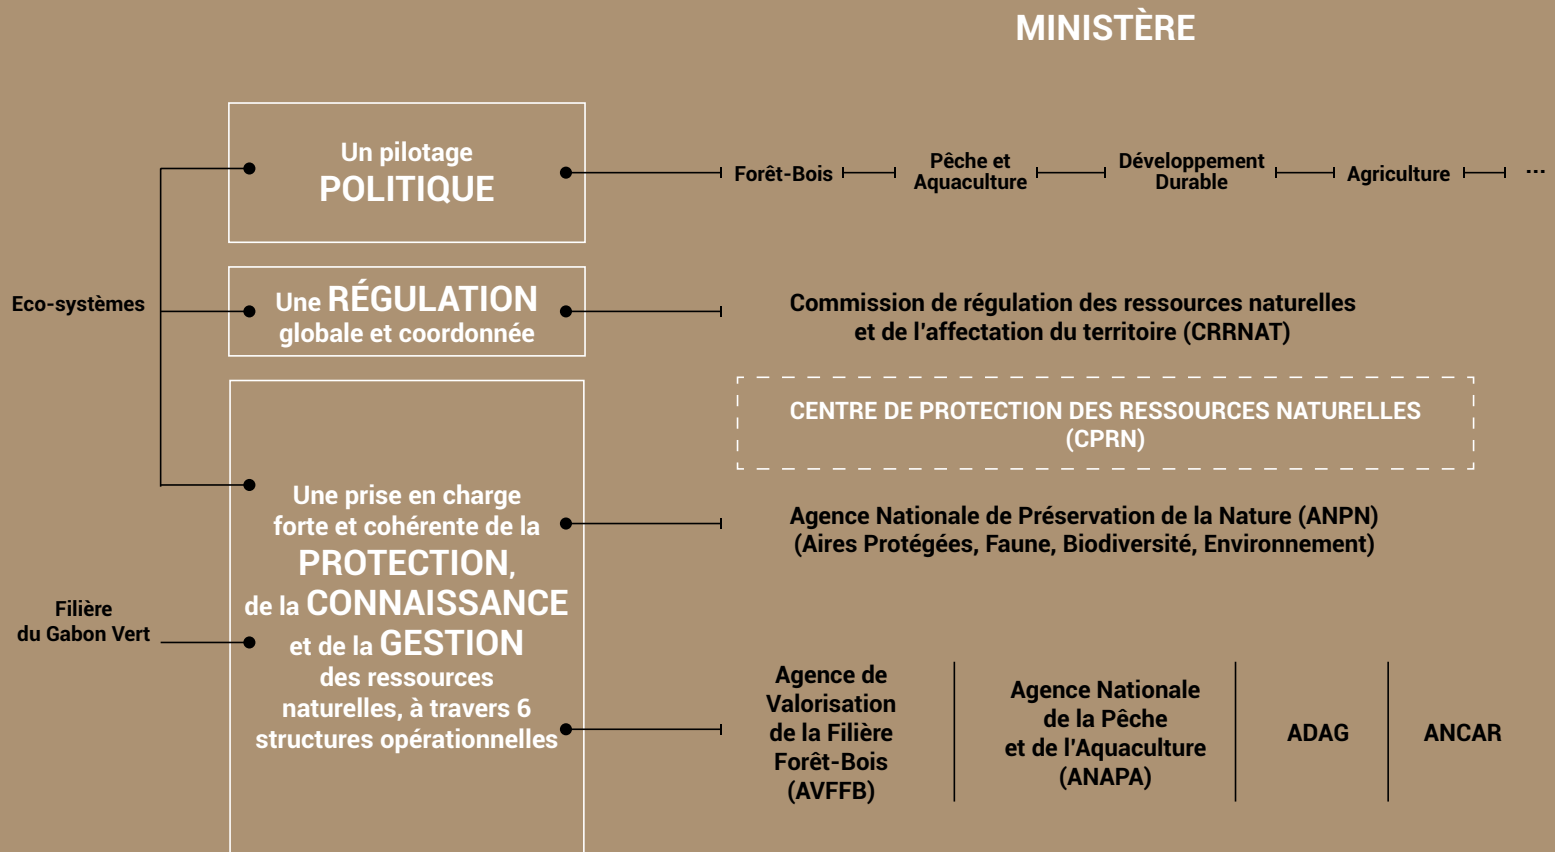 MINISTÈRE
Un pilotage
POLITIQUE
Forêt-Bois
Pêche et
Aquaculture
Développement
Durable
Agriculture
...
Eco-systèmes
Une RÉGULATION
globale et coordonnée
Commission de régulation des ressources naturelles
et de l'affectation du territoire (CRRNAT)
CENTRE DE PROTECTION DES RESSOURCES NATURELLES
(CPRN)
Une prise en charge
forte et cohérente de la
PROTECTION,
de la CONNAISSANCE
et de la GESTION
des ressources
naturelles, à travers 6
structures opérationnelles
Agence Nationale de Préservation de la Nature (ANPN)
(Aires Protégées, Faune, Biodiversité, Environnement)
Filière
du Gabon Vert
Agence de
Valorisation
de la Filière
Forêt-Bois
(AVFFB)
Agence Nationale
de la Pêche
et de l'Aquaculture
(ANAPA)
ADAG
ANCAR